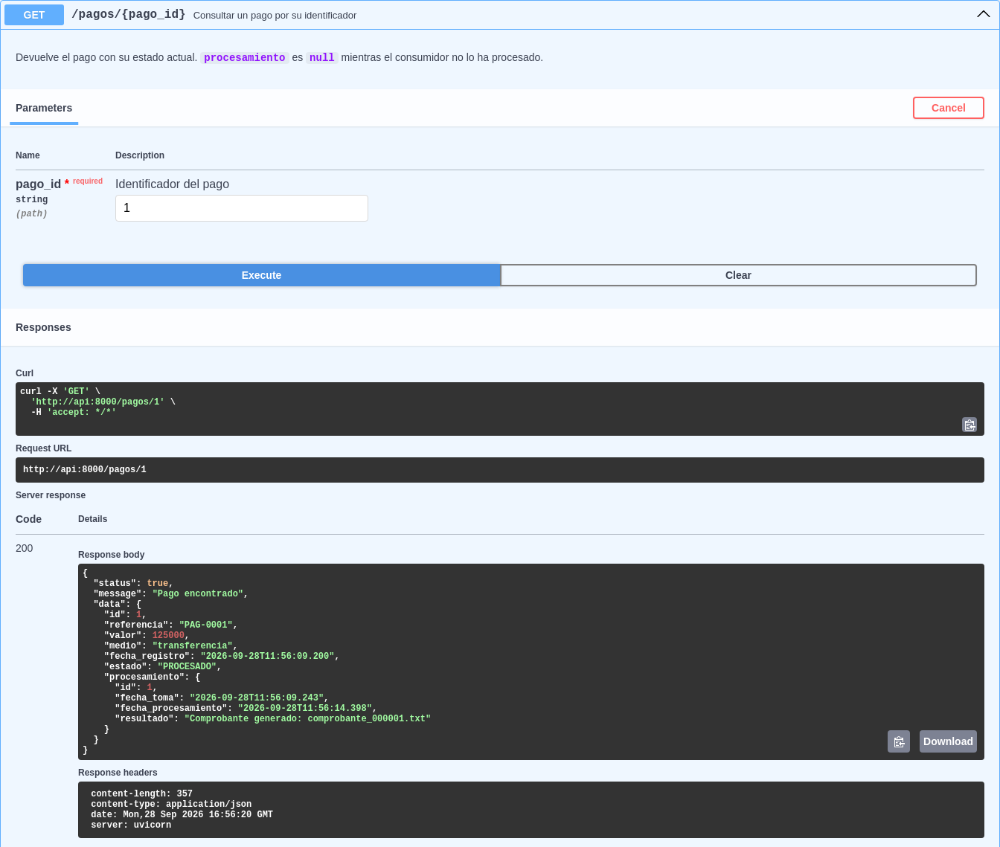 GET /pagos/{pago_id} Consultar un pago por su identificador
Devuelve el pago con su estado actual. procesamiento es null mientras el consumidor no lo ha procesado.
Parameters Cancel
Name Description
pago_id * required Identificador del pago
string
(path)
1
Execute Clear
Responses
Curl
curl -X 'GET' \
  'http://api:8000/pagos/1' \
  -H 'accept: */*'
Request URL
http://api:8000/pagos/1
Server response
Code Details
200
Response body
{
  "status": true,
  "message": "Pago encontrado",
  "data": {
    "id": 1,
    "referencia": "PAG-0001",
    "valor": 125000,
    "medio": "transferencia",
    "fecha_registro": "2026-09-28T11:56:09.200",
    "estado": "PROCESADO",
    "procesamiento": {
      "id": 1,
      "fecha_toma": "2026-09-28T11:56:09.243",
      "fecha_procesamiento": "2026-09-28T11:56:14.398",
      "resultado": "Comprobante generado: comprobante_000001.txt"
    }
  }
}
Download
Response headers
content-length: 357
content-type: application/json
date: Mon,28 Sep 2026 16:56:20 GMT
server: uvicorn